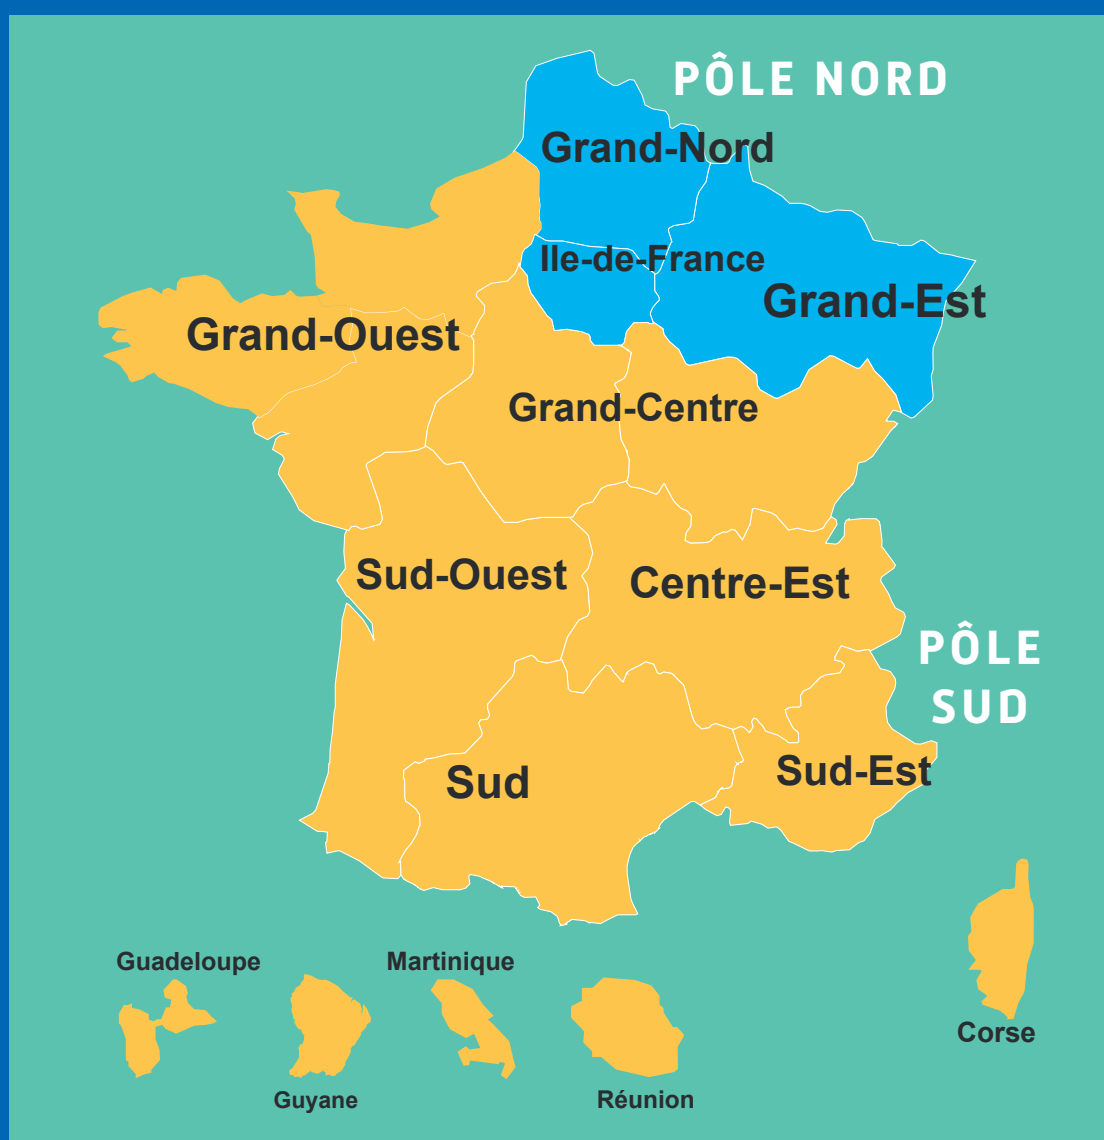 PÔLE NORD
Grand-Nord
Ile-de-France
Grand-Est
Grand-Ouest
Grand-Centre
Sud-Ouest
Centre-Est
PÔLE
SUD
Sud
Sud-Est
Guadeloupe
Martinique
Corse
Guyane
Réunion